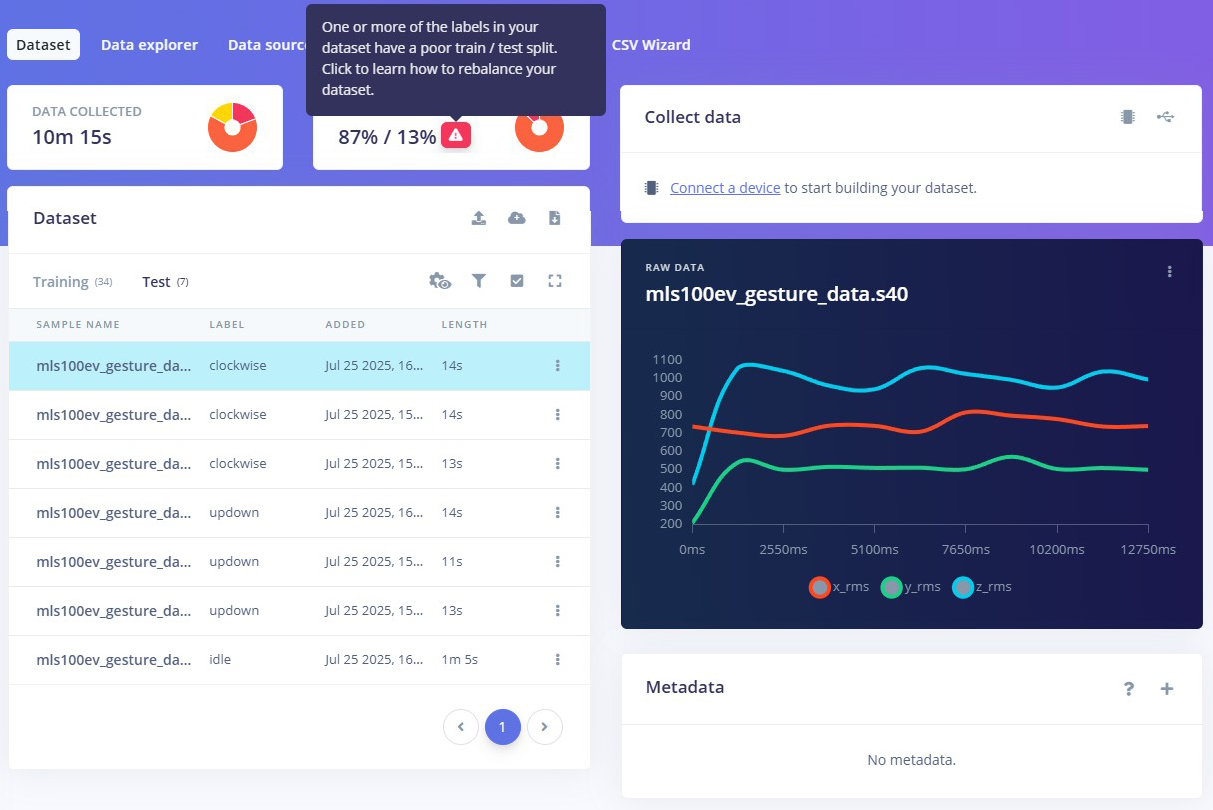 One or more of the labels in your
dataset have a poor train / test split.
Click to learn how to rebalance your
dataset.
Dataset
Data explorer
Data sourc
CSV Wizard
DATA COLLECTED
10m 15s
87% / 13%
Collect data
Connect a device to start building your dataset.
Dataset
Training (34)
Test (7)
SAMPLE NAME LABEL ADDED LENGTH
mls100ev_gesture_da... clockwise Jul 25 2025, 16... 14s
mls100ev_gesture_da... clockwise Jul 25 2025, 15... 14s
mls100ev_gesture_da... clockwise Jul 25 2025, 15... 13s
mls100ev_gesture_da... updown Jul 25 2025, 16... 14s
mls100ev_gesture_da... updown Jul 25 2025, 15... 11s
mls100ev_gesture_da... updown Jul 25 2025, 15... 13s
mls100ev_gesture_da... idle Jul 25 2025, 16... 1m 5s
1
RAW DATA
mls100ev_gesture_data.s40
1100
1000
900
800
700
600
500
400
300
200
0ms 2550ms 5100ms 7650ms 10200ms 12750ms
x_rms y_rms z_rms
Metadata
?
No metadata.